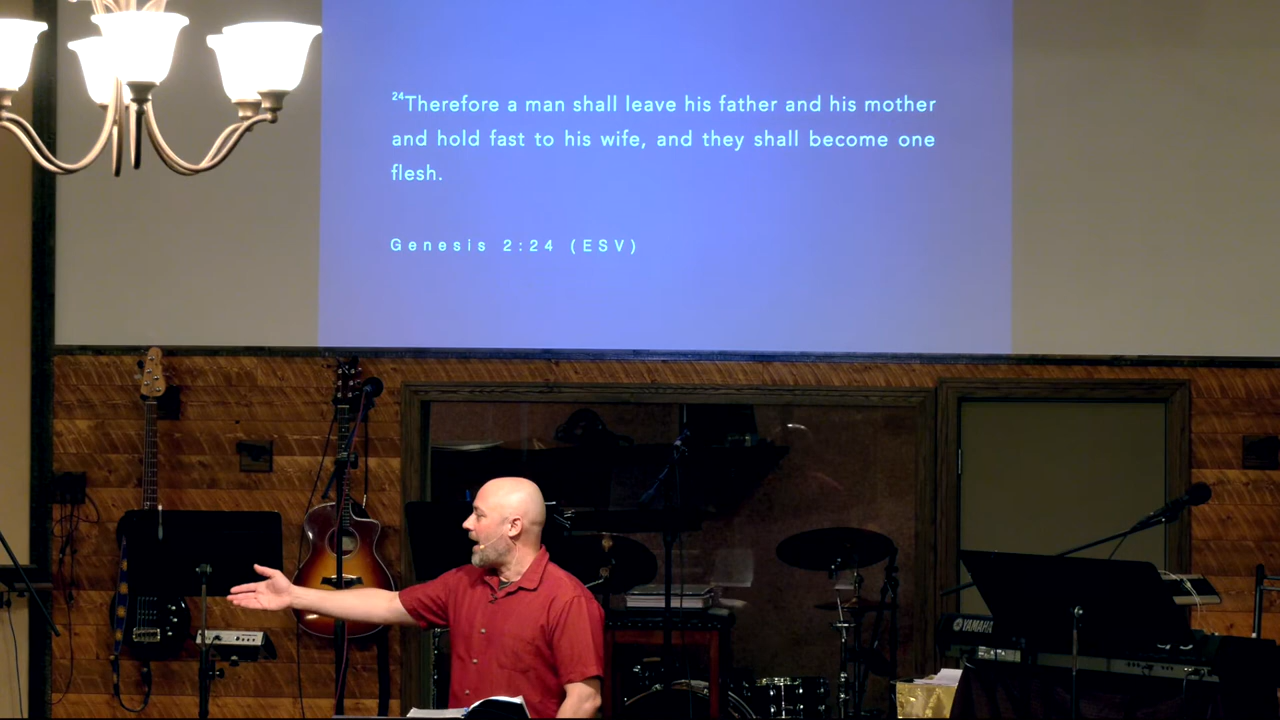 24Therefore a man shall leave his father and his mother
and hold fast to his wife, and they shall become one
flesh.
Genesis 2:24 (ESV)
YAMAHA